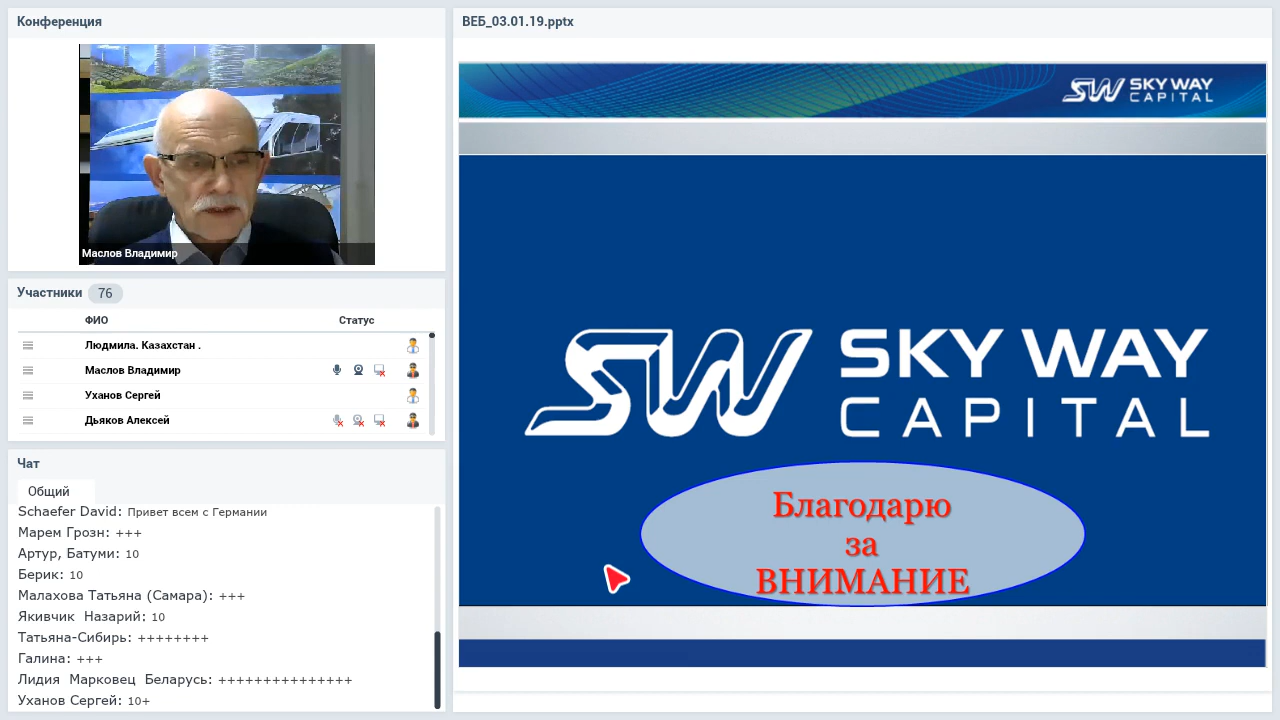 Конференция
Маслов Владимир
Участники 76
ФИО Статус
Людмила. Казахстан .
Маслов Владимир
Уханов Сергей
Дьяков Алексей
Чат
Общий
Schaefer David: Привет всем с Германии
Марем Грозн: +++
Артур, Батуми: 10
Берик: 10
Малахова Татьяна (Самара): +++
Якивчик Назарий: 10
Татьяна-Сибирь: ++++++++
Галина: +++
Лидия Марковец Беларусь: +++++++++++++++
Уханов Сергей: 10+
ВЕБ_03.01.19.pptx
SW SKY WAY
CAPITAL
SW SKY WAY
CAPITAL
Благодарю
за
ВНИМАНИЕ